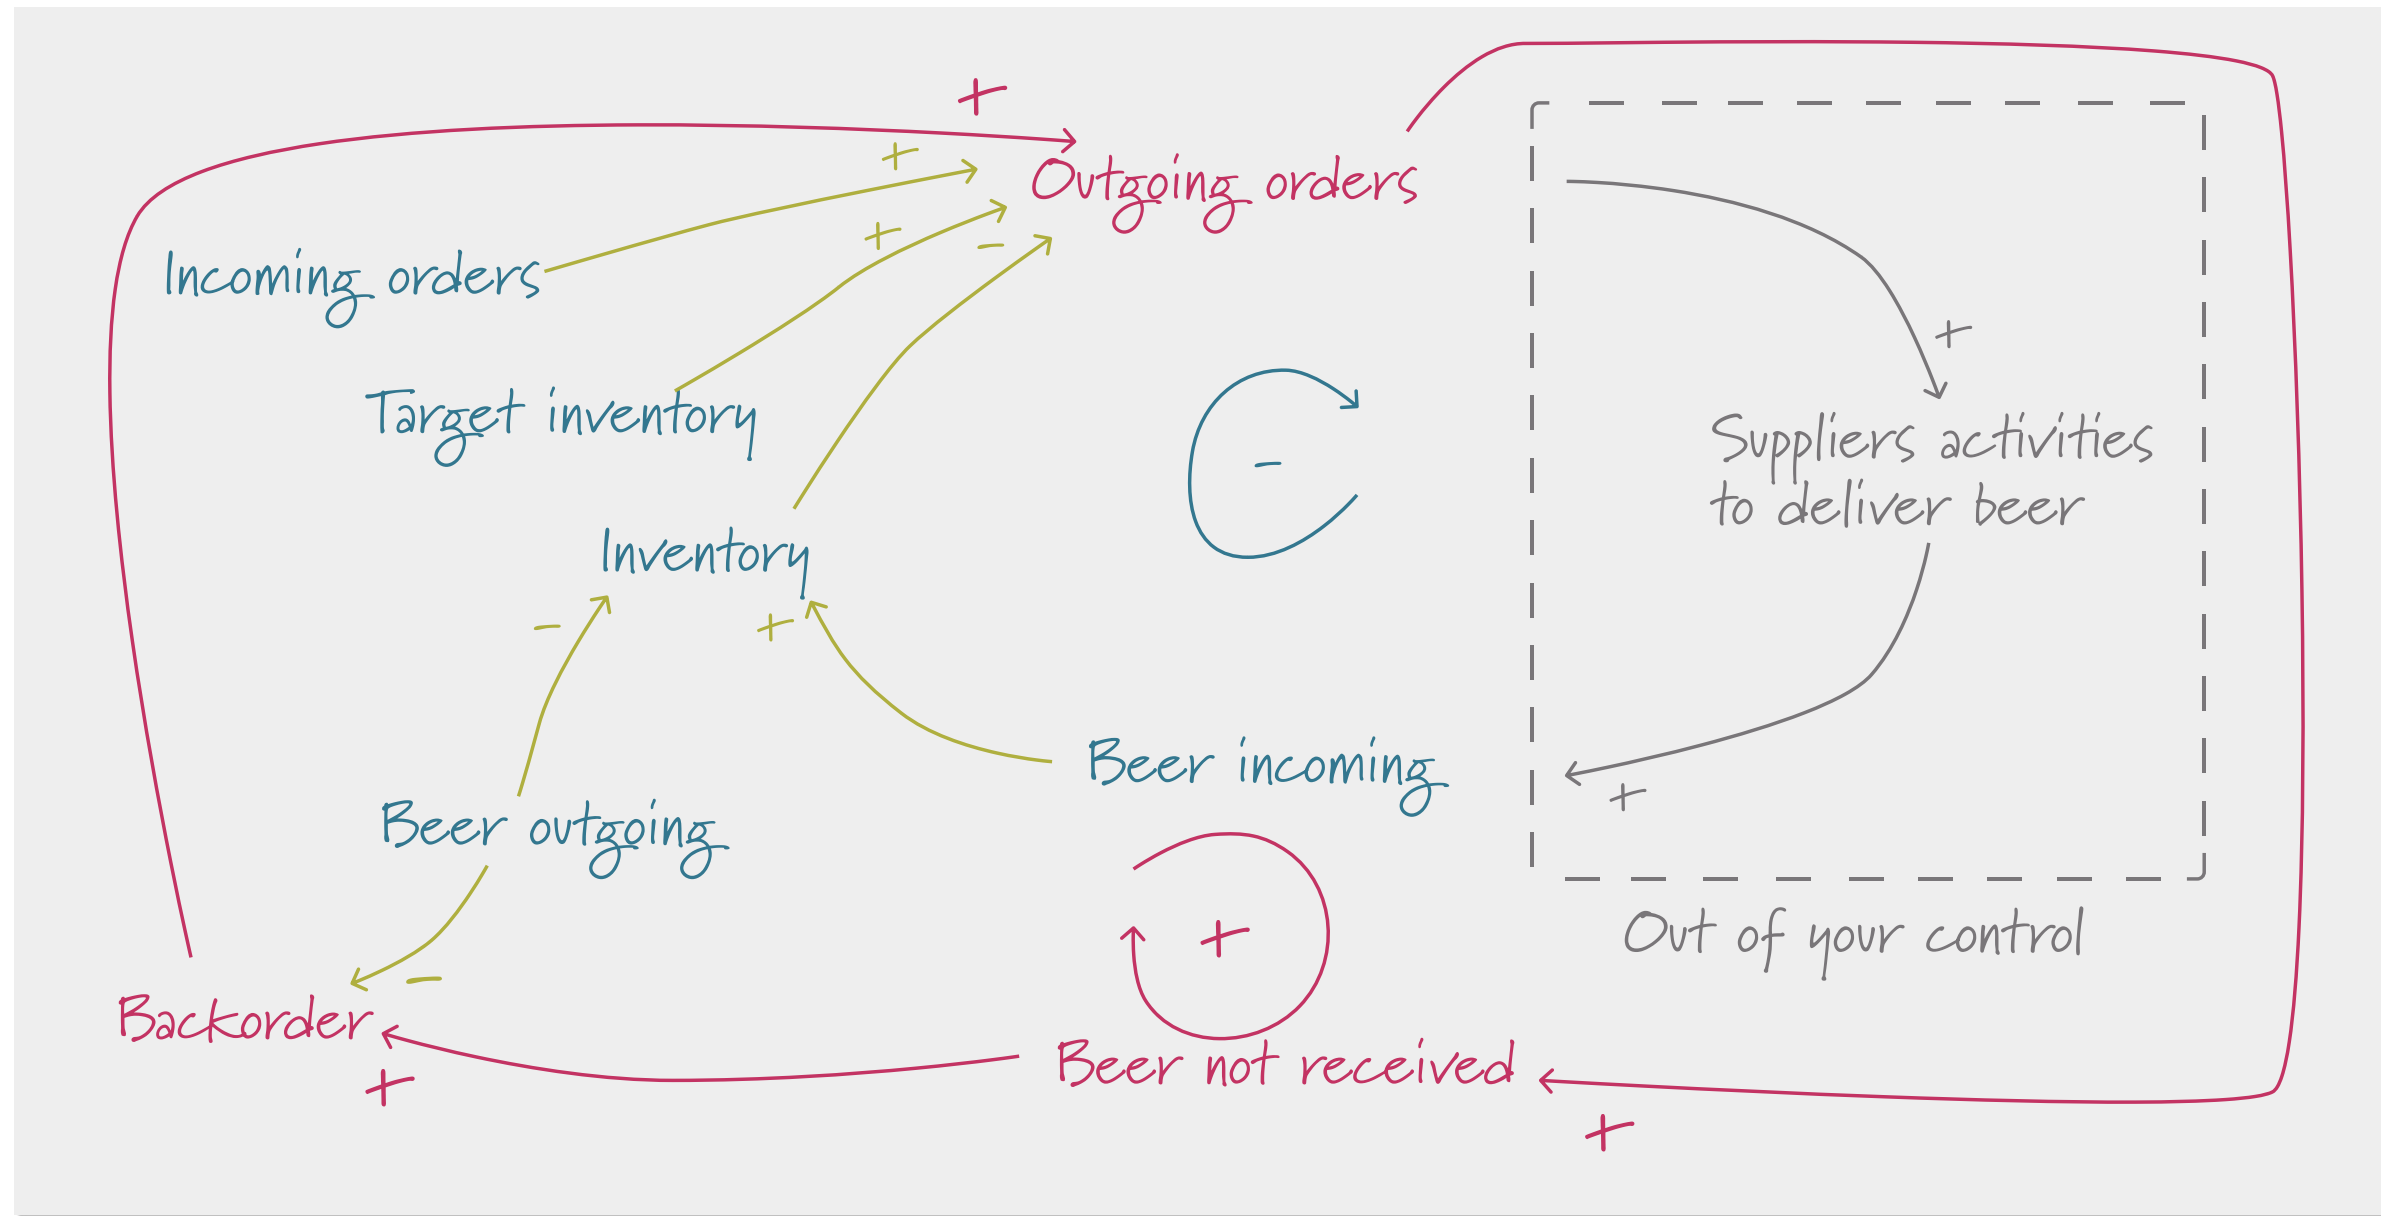 +
+
Outgoing orders
+
-
Incoming orders
+
Target inventory
-
Suppliers activities
to deliver beer
Inventory
-
+
Beer incoming
+
Beer outgoing
+
Out of your control
-
Backorder
Beer not received
+
+